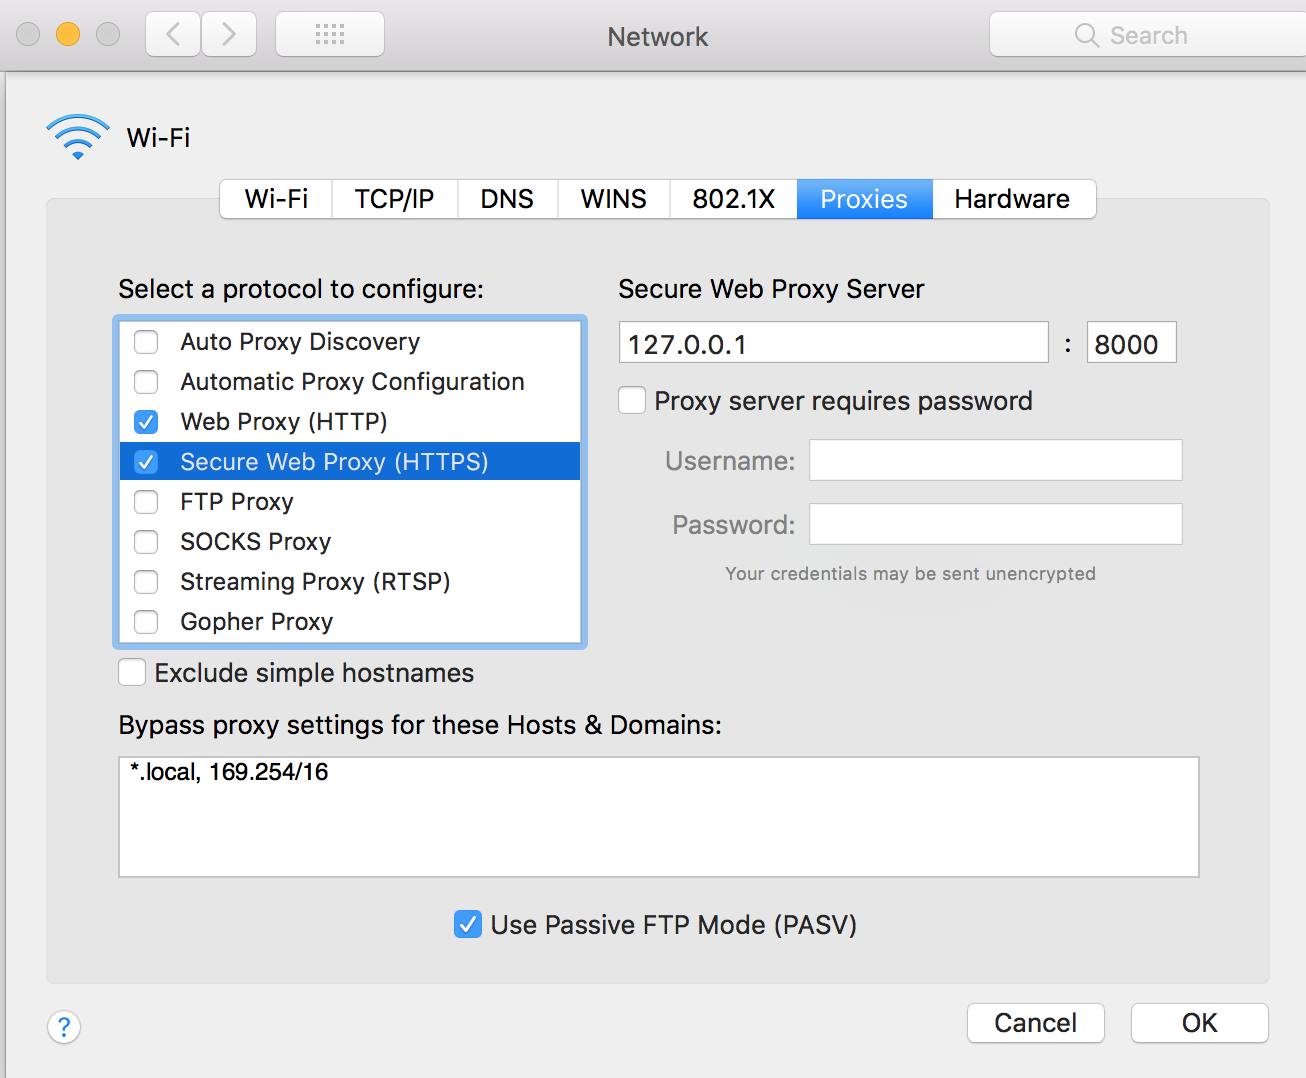 Network
Search
Wi-Fi
Wi-Fi TCP/IP DNS WINS 802.1X Proxies Hardware
Select a protocol to configure:
Auto Proxy Discovery
Automatic Proxy Configuration
Web Proxy (HTTP)
Secure Web Proxy (HTTPS)
FTP Proxy
SOCKS Proxy
Streaming Proxy (RTSP)
Gopher Proxy
Exclude simple hostnames
Secure Web Proxy Server
127.0.0.1 : 8000
Proxy server requires password
Username:
Password:
Your credentials may be sent unencrypted
Bypass proxy settings for these Hosts & Domains:
*.local, 169.254/16
Use Passive FTP Mode (PASV)
?
Cancel
OK